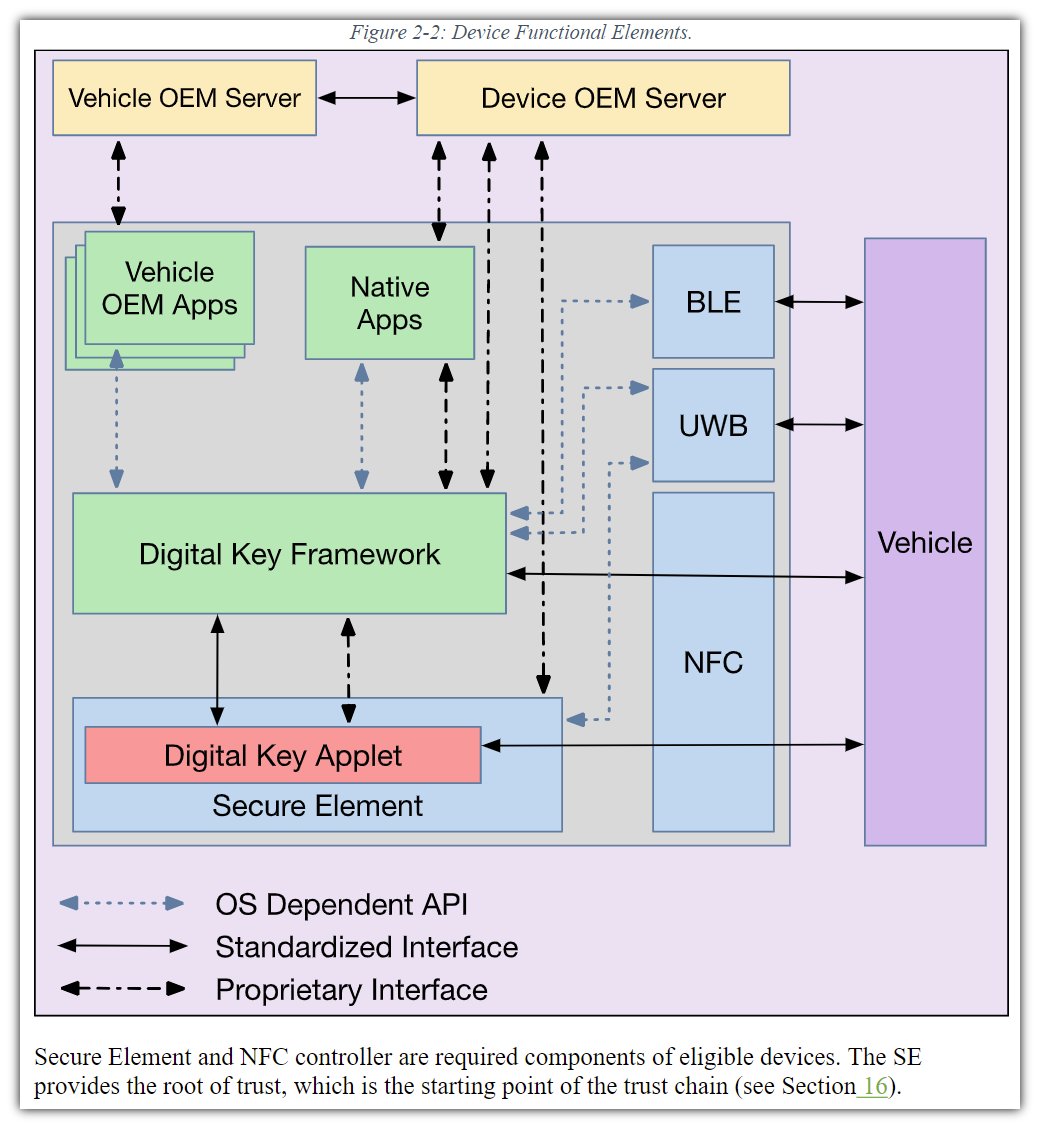 Figure 2-2: Device Functional Elements.
Vehicle OEM Server
Device OEM Server
Vehicle
OEM Apps
Native
Apps
BLE
UWB
Digital Key Framework
Vehicle
NFC
Digital Key Applet
Secure Element
OS Dependent API
Standardized Interface
Proprietary Interface
Secure Element and NFC controller are required components of eligible devices. The SE
provides the root of trust, which is the starting point of the trust chain (see Section 16).